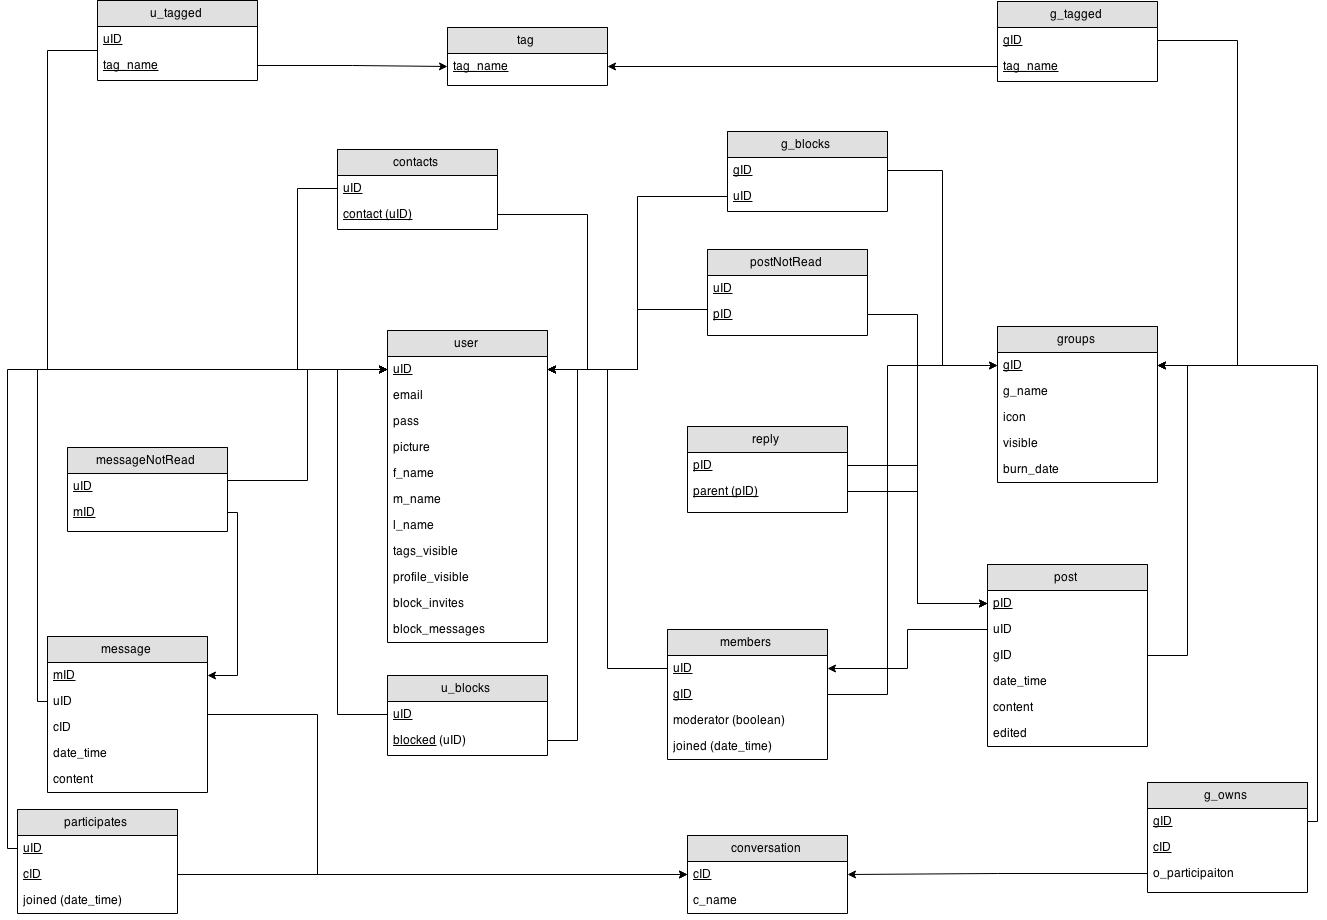 u_tagged
uID
tag_name
tag
tag_name
g_tagged
gID
tag_name
contacts
uID
contact (uID)
g_blocks
gID
uID
postNotRead
uID
pID
user
uID
email
pass
picture
f_name
m_name
l_name
tags_visible
profile_visible
block_invites
block_messages
groups
gID
g_name
icon
visible
burn_date
reply
pID
parent (pID)
messageNotRead
uID
mID
post
pID
uID
gID
date_time
content
edited
message
mID
uID
cID
date_time
content
u_blocks
uID
blocked (uID)
members
uID
gID
moderator (boolean)
joined (date_time)
participates
uID
cID
joined (date_time)
conversation
cID
c_name
g_owns
gID
cID
o_participaiton